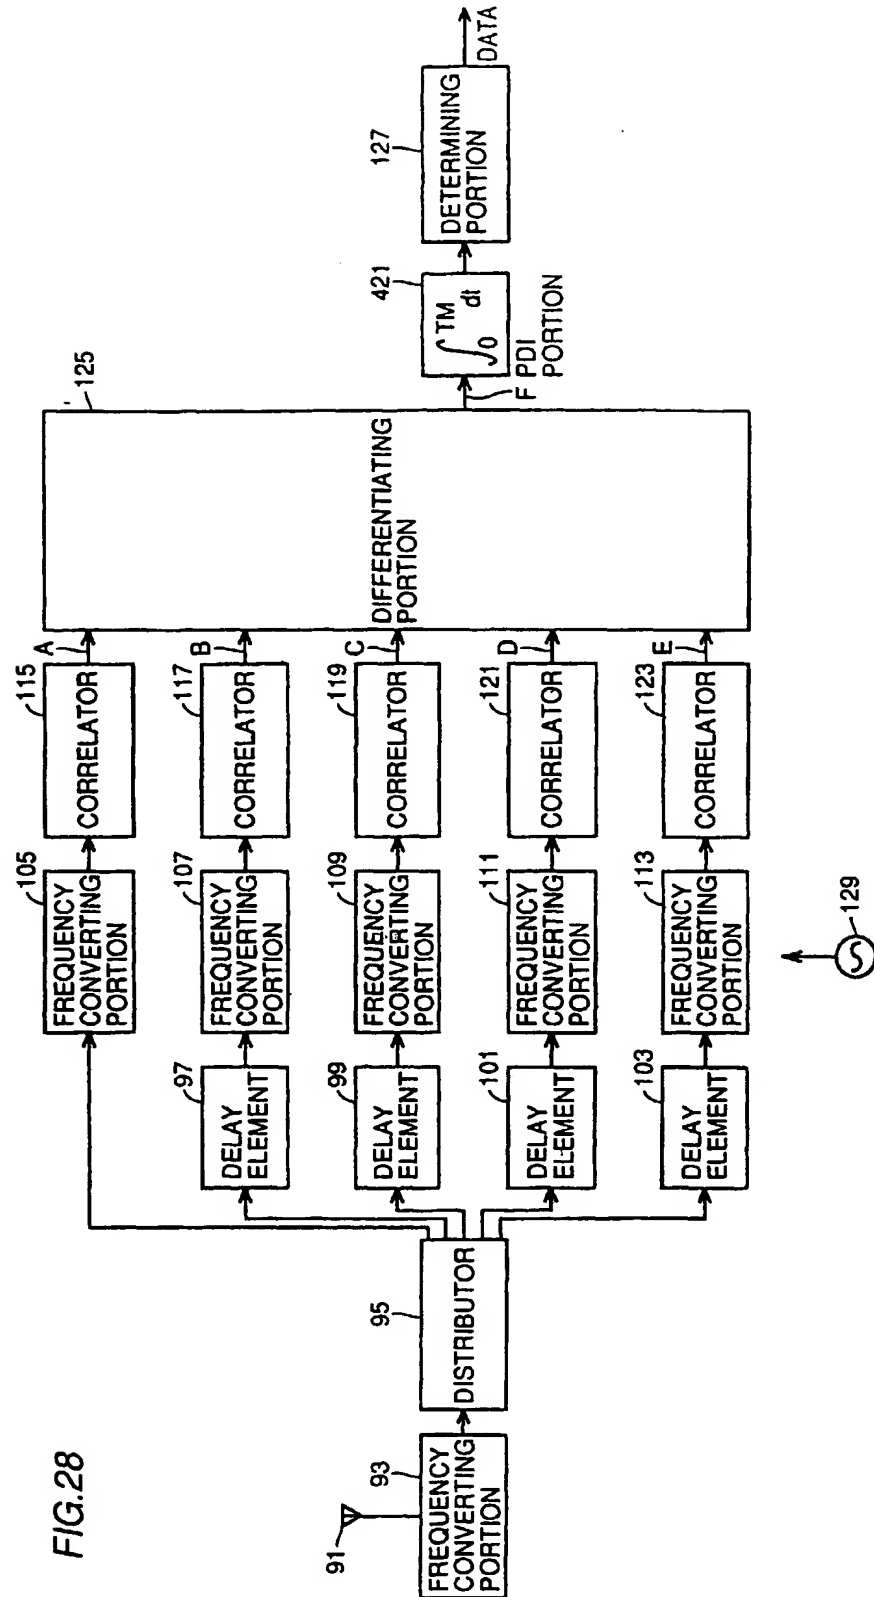 FIG.28
91
FREQUENCY
CONVERTING
PORTION
93
DISTRIBUTOR
95
DELAY
ELEMENT
97
DELAY
ELEMENT
99
DELAY
ELEMENT
101
DELAY
ELEMENT
103
FREQUENCY
CONVERTING
PORTION
105
FREQUENCY
CONVERTING
PORTION
107
FREQUENCY
CONVERTING
PORTION
109
FREQUENCY
CONVERTING
PORTION
111
FREQUENCY
CONVERTING
PORTION
113
129
CORRELATOR
115
CORRELATOR
117
CORRELATOR
119
CORRELATOR
121
CORRELATOR
123
A
B
C
D
E
DIFFERENTIATING
PORTION
125
F
∫0 TM dt
421
PDI
PORTION
DETERMINING
PORTION
127
DATA